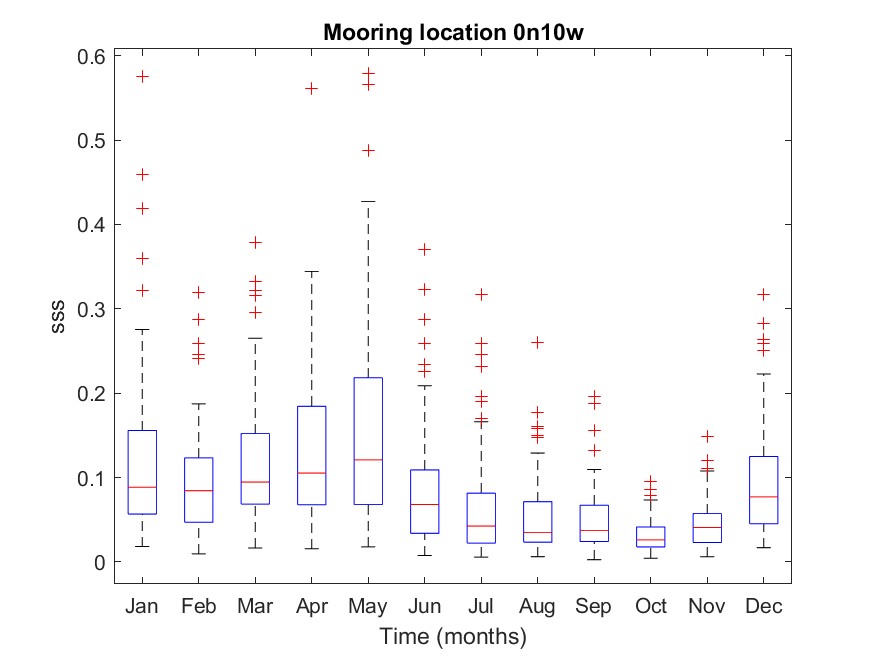 Mooring location 0n10w
0.6
0.5
0.4
0.3
0.2
0.1
0
sss
Jan Feb Mar Apr May Jun Jul Aug Sep Oct Nov Dec
Time (months)